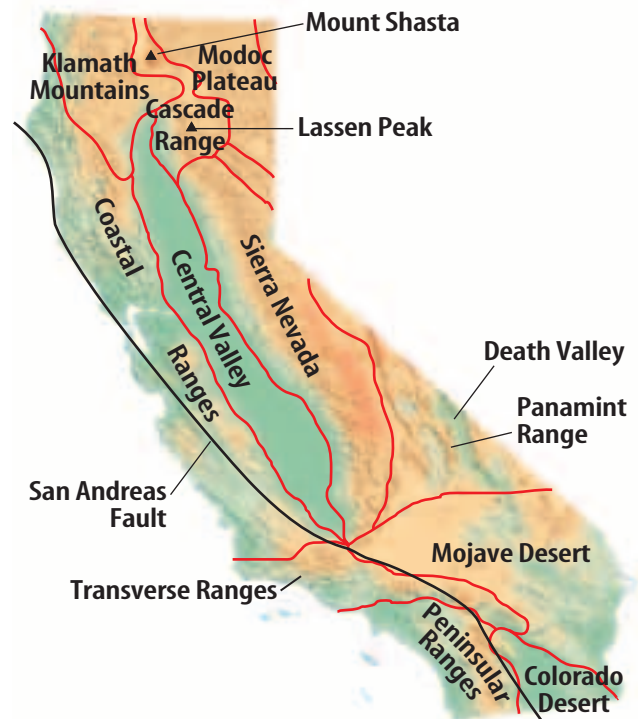 Mount Shasta
Klamath
Mountains
Modoc
Plateau
Cascade
Range
Lassen Peak
Coastal
Ranges
Central Valley
Sierra Nevada
Death Valley
Panamint
Range
San Andreas
Fault
Mojave Desert
Transverse Ranges
Peninsular
Ranges
Colorado
Desert